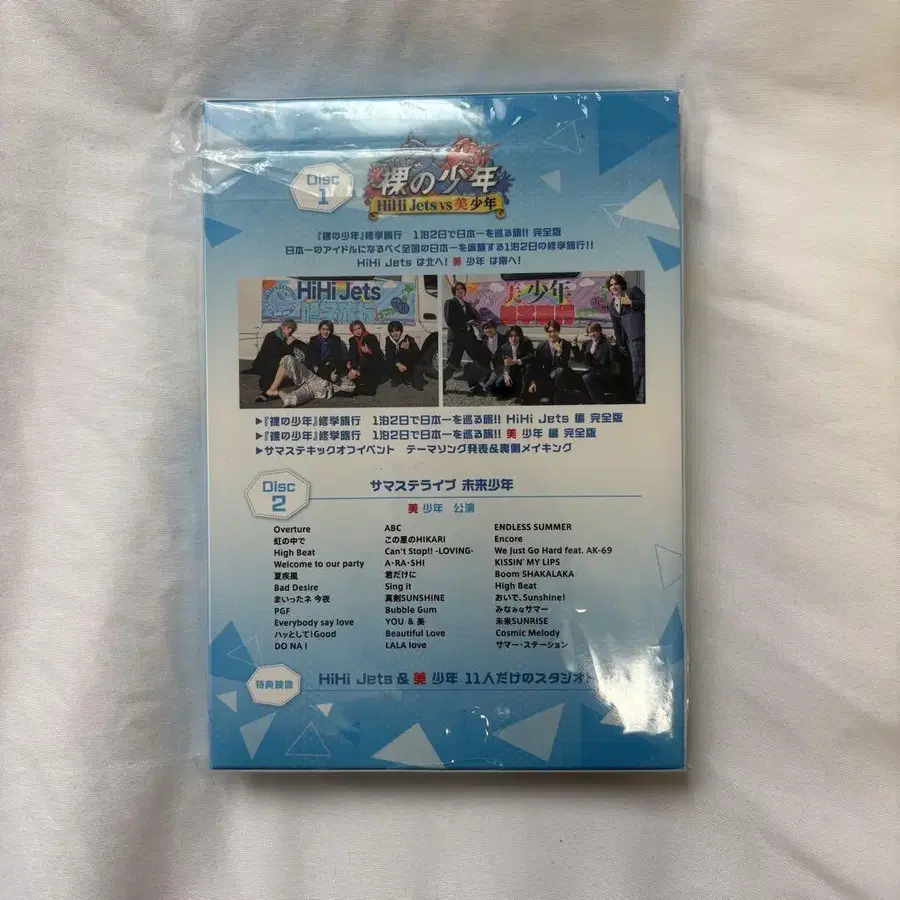 Disc
1
裸の少年
HiHi Jets vs 美 少年
『裸の少年』修学旅行 1泊2日で日本一を巡る旅!! 完全版
日本一のアイドルになるべく全国の日本一を体験する1泊2日の修学旅行!!
HiHi Jets は北へ! 美 少年 は南へ!
HiHi Jets
修学旅行
美 少年
修学旅行
▶『裸の少年』修学旅行 1泊2日で日本一を巡る旅!! HiHi Jets 編 完全版
▶『裸の少年』修学旅行 1泊2日で日本一を巡る旅!! 美 少年 編 完全版
▶サマステキックオフイベント テーマソング発表&裏側メイキング
Disc
2
サマステライブ 未来少年
美 少年 公演
Overture
虹の中で
High Beat
Welcome to our party
夏疾風
Bad Desire
まいったネ 今夜
PGF
Everybody say love
ハッとして!Good
DO NA I
ABC
この星のHIKARI
Can't Stop!! -LOVING-
A・RA・SHI
君だけに
Sing it
真剣SUNSHINE
Bubble Gum
YOU & 美
Beautiful Love
LALA love
ENDLESS SUMMER
Encore
We Just Go Hard feat. AK-69
KISSIN' MY LIPS
Boom SHAKALAKA
High Beat
おいで、Sunshine!
みなみなサマー
未来SUNRISE
Cosmic Melody
サマー・ステーション
特典映像
HiHi Jets & 美 少年 11人だけのスタジオ